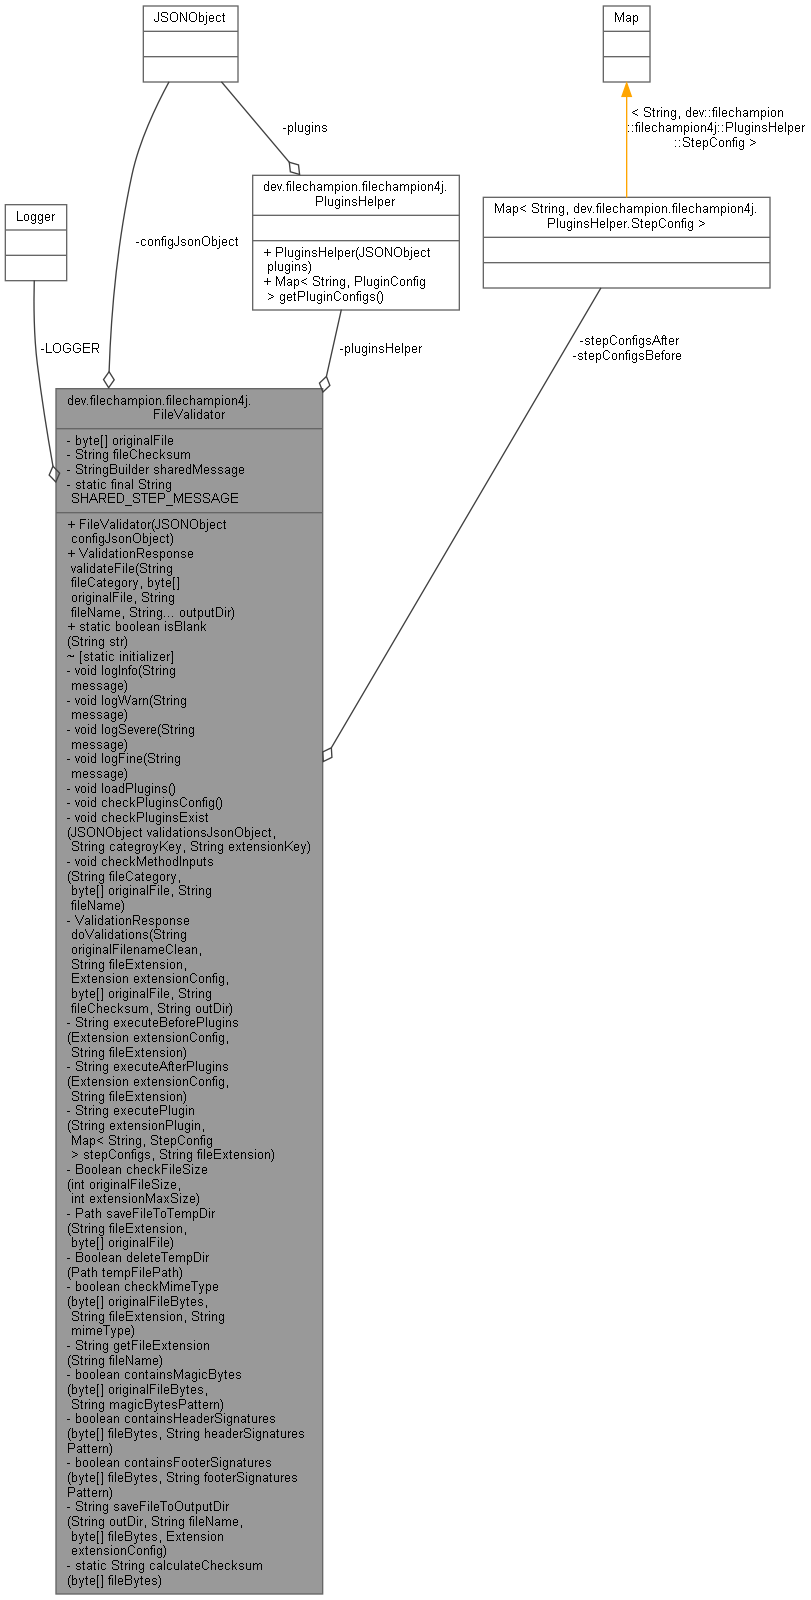 JSONObject
Map
< String, dev::filechampion
::filechampion4j::PluginsHelper
::StepConfig >
-plugins
dev.filechampion.filechampion4j.
PluginsHelper
+ PluginsHelper(JSONObject
plugins)
+ Map< String, PluginConfig
> getPluginConfigs()
Map< String, dev.filechampion.filechampion4j.
PluginsHelper.StepConfig >
Logger
-configJsonObject
-LOGGER
-pluginsHelper
-stepConfigsAfter
-stepConfigsBefore
dev.filechampion.filechampion4j.
FileValidator
- byte[] originalFile
- String fileChecksum
- StringBuilder sharedMessage
- static final String
SHARED_STEP_MESSAGE
+ FileValidator(JSONObject
configJsonObject)
+ ValidationResponse
validateFile(String
fileCategory, byte[]
originalFile, String
fileName, String... outputDir)
+ static boolean isBlank
(String str)
~ [static initializer]
- void logInfo(String
message)
- void logWarn(String
message)
- void logSevere(String
message)
- void logFine(String
message)
- void loadPlugins()
- void checkPluginsConfig()
- void checkPluginsExist
(JSONObject validationsJsonObject,
String categroyKey, String extensionKey)
- void checkMethodInputs
(String fileCategory,
byte[] originalFile, String
fileName)
- ValidationResponse
doValidations(String
originalFilenameClean,
String fileExtension,
Extension extensionConfig,
byte[] originalFile, String
fileChecksum, String outDir)
- String executeBeforePlugins
(Extension extensionConfig,
String fileExtension)
- String executeAfterPlugins
(Extension extensionConfig,
String fileExtension)
- String executePlugin
(String extensionPlugin,
Map< String, StepConfig
> stepConfigs, String fileExtension)
- Boolean checkFileSize
(int originalFileSize,
int extensionMaxSize)
- Path saveFileToTempDir
(String fileExtension,
byte[] originalFile)
- Boolean deleteTempDir
(Path tempFilePath)
- boolean checkMimeType
(byte[] originalFileBytes,
String fileExtension, String
mimeType)
- String getFileExtension
(String fileName)
- boolean containsMagicBytes
(byte[] originalFileBytes,
String magicBytesPattern)
- boolean containsHeaderSignatures
(byte[] fileBytes, String headerSignatures
Pattern)
- boolean containsFooterSignatures
(byte[] fileBytes, String footerSignatures
Pattern)
- String saveFileToOutputDir
(String outDir, String fileName,
byte[] fileBytes, Extension
extensionConfig)
- static String calculateChecksum
(byte[] fileBytes)